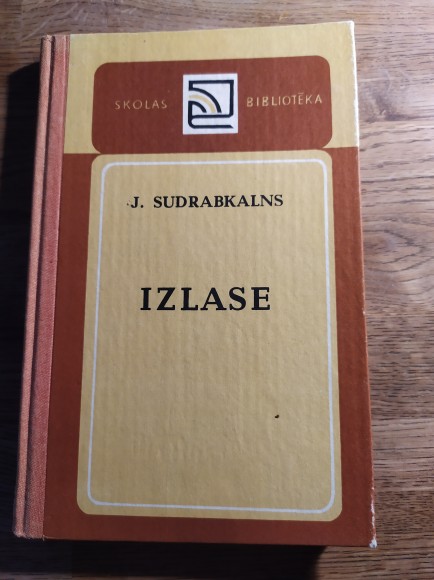 SKOLAS BIBLIOTĒKA
J. SUDRABKALNS
IZLASE